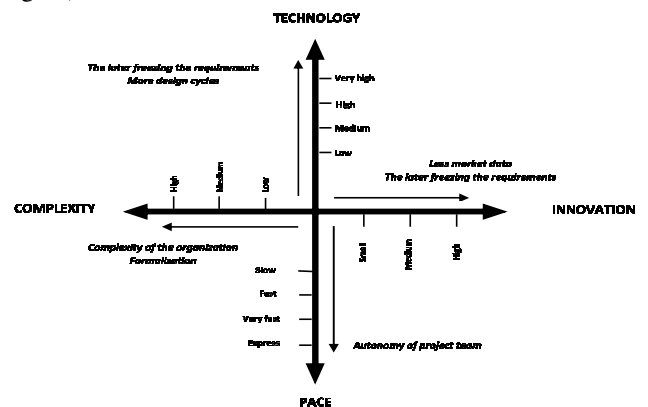 TECHNOLOGY
The later freezing the requirements
More design cycles
Very high
High
Medium
Low
Less market data
The later freezing the requirements
High
Medium
Low
COMPLEXITY
INNOVATION
Complexity of the organization
Formalisation
Small
Medium
High
Slow
Fast
Very fast
Express
Autonomy of project team
PACE